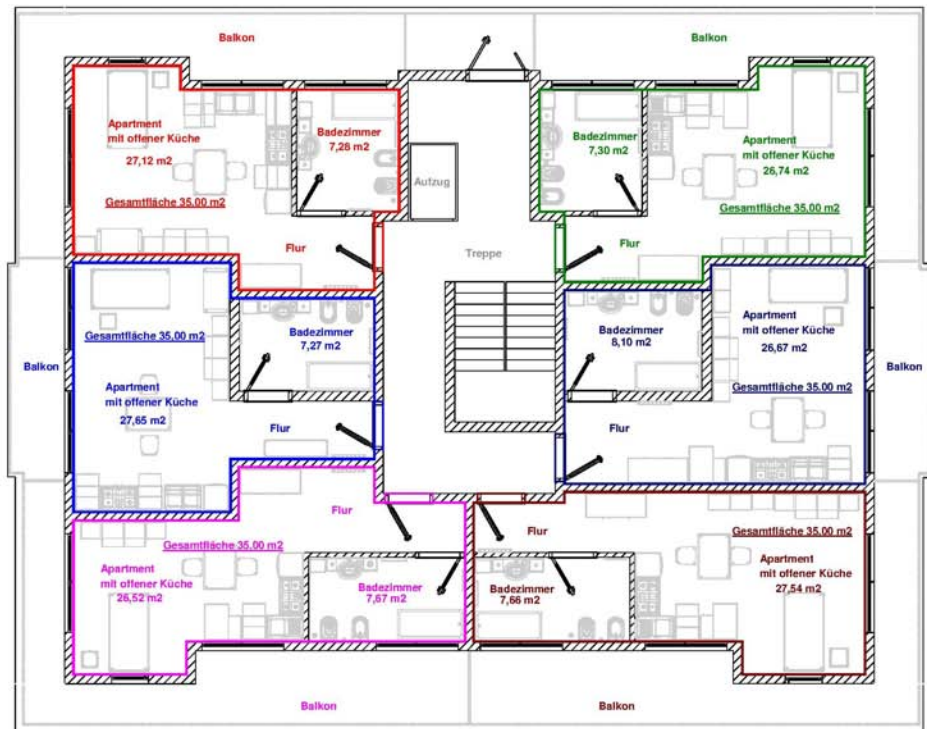 Balkon
Balkon
Apartment
mit offener Küche
27,12 m2
Gesamtfläche 35,00 m2
Badezimmer
7,28 m2
Flur
Aufzug
Treppe
Badezimmer
7,30 m2
Apartment
mit offener Küche
26,74 m2
Gesamtfläche 35,00 m2
Flur
Balkon
Gesamtfläche 35,00 m2
Apartment
mit offener Küche
27,65 m2
Badezimmer
7,27 m2
Flur
Badezimmer
8,10 m2
Apartment
mit offener Küche
26,67 m2
Gesamtfläche 35,00 m2
Flur
Balkon
Flur
Gesamtfläche 35,00 m2
Apartment
mit offener Küche
26,52 m2
Badezimmer
7,67 m2
Flur
Gesamtfläche 35,00 m2
Badezimmer
7,66 m2
Apartment
mit offener Küche
27,54 m2
Balkon
Balkon